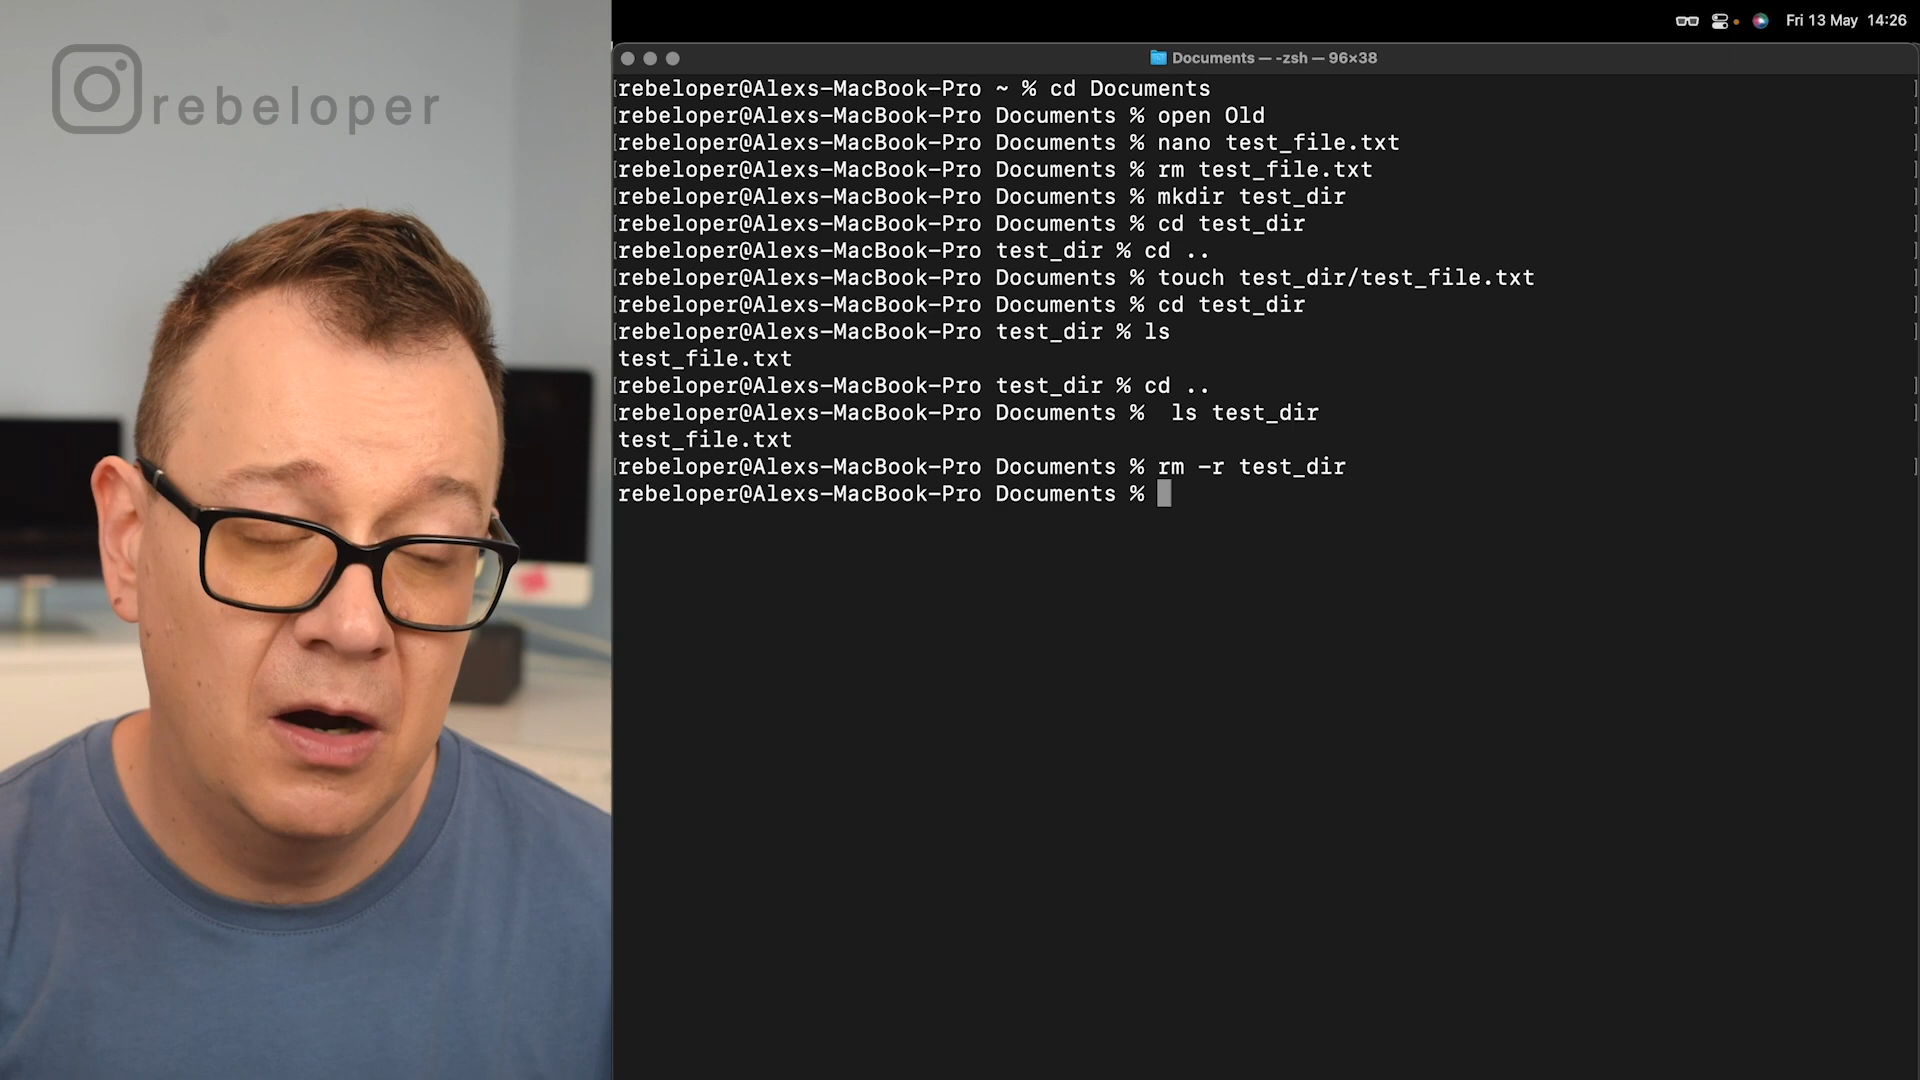 rebeloper
Fri 13 May 14:26
Documents — -zsh — 96×38
rebeloper@Alexs-MacBook-Pro ~ % cd Documents
rebeloper@Alexs-MacBook-Pro Documents % open Old
rebeloper@Alexs-MacBook-Pro Documents % nano test_file.txt
rebeloper@Alexs-MacBook-Pro Documents % rm test_file.txt
rebeloper@Alexs-MacBook-Pro Documents % mkdir test_dir
rebeloper@Alexs-MacBook-Pro Documents % cd test_dir
rebeloper@Alexs-MacBook-Pro test_dir % cd ..
rebeloper@Alexs-MacBook-Pro Documents % touch test_dir/test_file.txt
rebeloper@Alexs-MacBook-Pro Documents % cd test_dir
rebeloper@Alexs-MacBook-Pro test_dir % ls
test_file.txt
rebeloper@Alexs-MacBook-Pro test_dir % cd ..
rebeloper@Alexs-MacBook-Pro Documents %  ls test_dir
test_file.txt
rebeloper@Alexs-MacBook-Pro Documents % rm -r test_dir
rebeloper@Alexs-MacBook-Pro Documents %